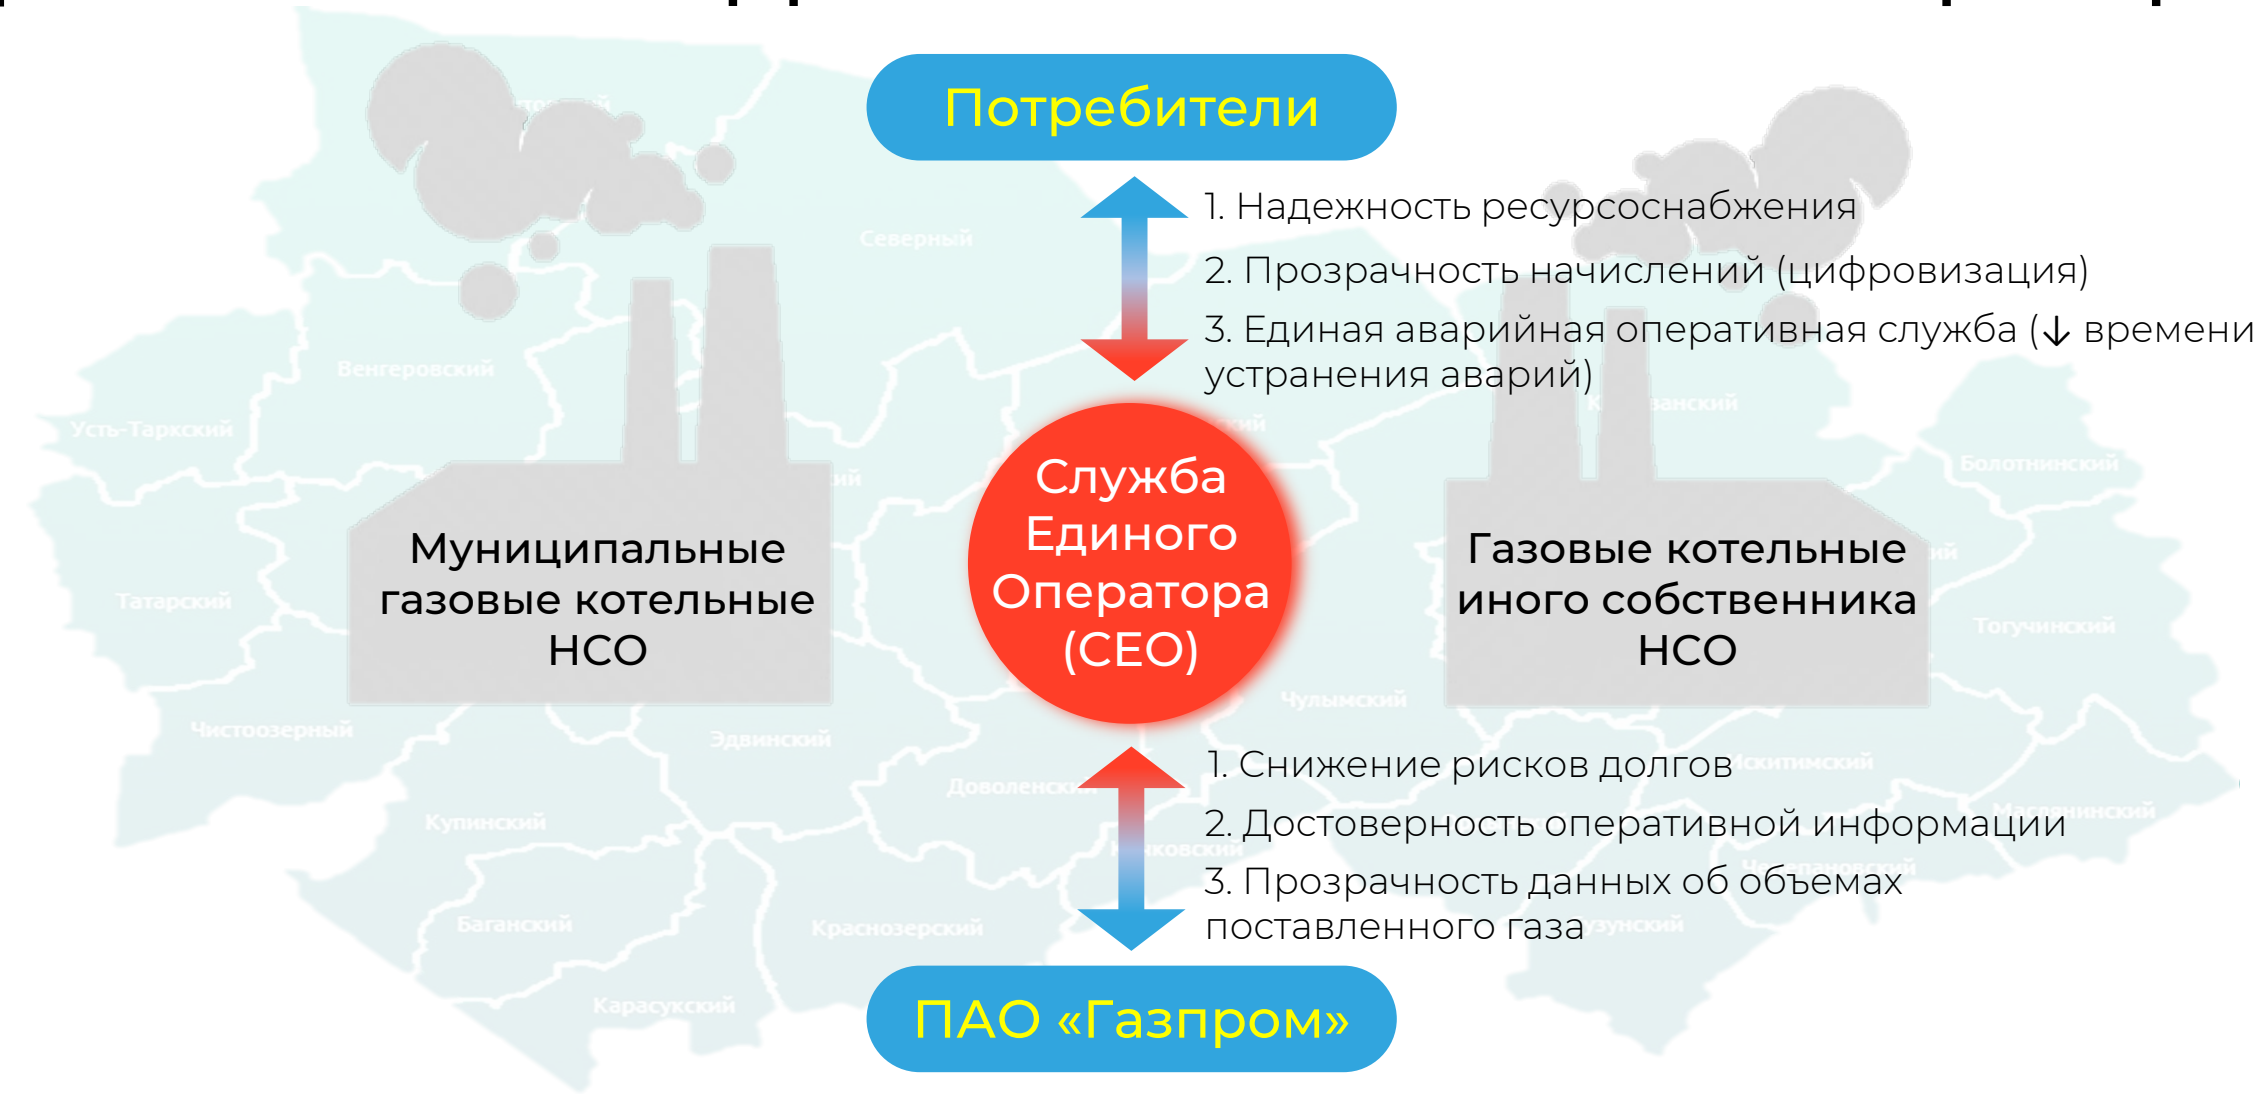 Потребители
1. Надежность ресурсоснабжения
2. Прозрачность начислений (цифровизация)
3. Единая аварийная оперативная служба (↓ времени
устранения аварий)
Служба
Единого
Оператора
(СЕО)
Муниципальные
газовые котельные
НСО
Газовые котельные
иного собственника
НСО
1. Снижение рисков долгов
2. Достоверность оперативной информации
3. Прозрачность данных об объемах
поставленного газа
ПАО «Газпром»
Северный
Венгеровский
Усть-Таркский
Болотнинский
Татарский
Тогучинский
Чулымский
Чистоозерный
Здвинский
Искитимский
Доволенский
Маслянинский
Купинский
Баганский
Краснозерский
Карасукский